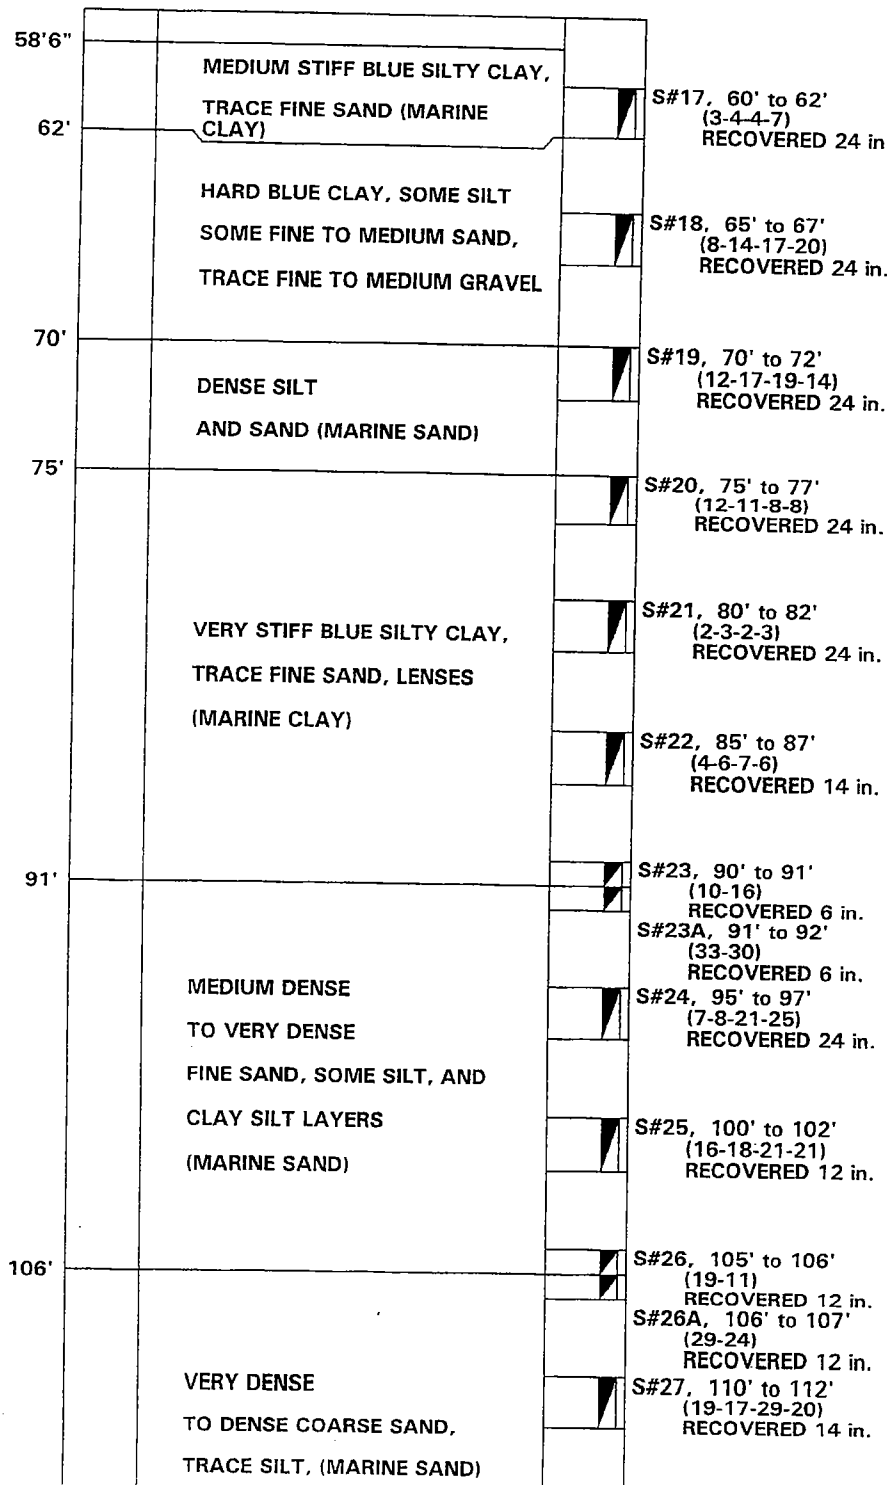 58'6"
MEDIUM STIFF BLUE SILTY CLAY,
TRACE FINE SAND (MARINE
CLAY)
S#17, 60' to 62'
(3-4-4-7)
RECOVERED 24 in
62'
HARD BLUE CLAY, SOME SILT
SOME FINE TO MEDIUM SAND,
TRACE FINE TO MEDIUM GRAVEL
S#18, 65' to 67'
(8-14-17-20)
RECOVERED 24 in.
70'
DENSE SILT
AND SAND (MARINE SAND)
S#19, 70' to 72'
(12-17-19-14)
RECOVERED 24 in.
75'
S#20, 75' to 77'
(12-11-8-8)
RECOVERED 24 in.
VERY STIFF BLUE SILTY CLAY,
TRACE FINE SAND, LENSES
(MARINE CLAY)
S#21, 80' to 82'
(2-3-2-3)
RECOVERED 24 in.
S#22, 85' to 87'
(4-6-7-6)
RECOVERED 14 in.
91'
S#23, 90' to 91'
(10-16)
RECOVERED 6 in.
S#23A, 91' to 92'
(33-30)
RECOVERED 6 in.
MEDIUM DENSE
TO VERY DENSE
FINE SAND, SOME SILT, AND
CLAY SILT LAYERS
(MARINE SAND)
S#24, 95' to 97'
(7-8-21-25)
RECOVERED 24 in.
S#25, 100' to 102'
(16-18-21-21)
RECOVERED 12 in.
106'
S#26, 105' to 106'
(19-11)
RECOVERED 12 in.
S#26A, 106' to 107'
(29-24)
RECOVERED 12 in.
VERY DENSE
TO DENSE COARSE SAND,
TRACE SILT, (MARINE SAND)
S#27, 110' to 112'
(19-17-29-20)
RECOVERED 14 in.